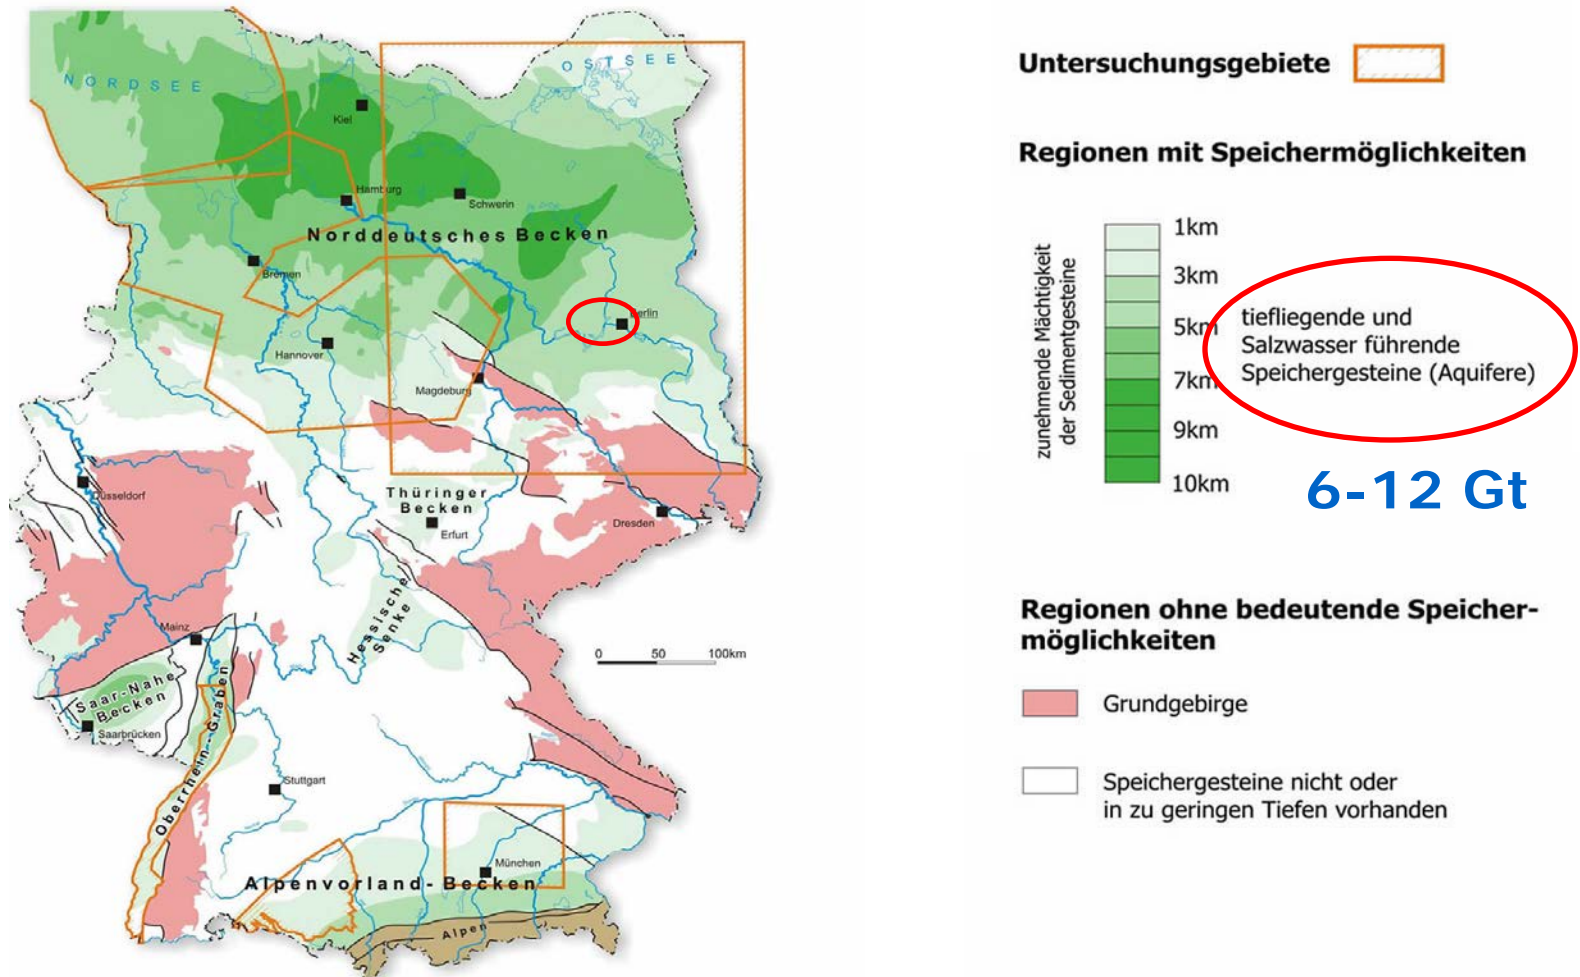 NORDSEE
OSTSEE
Kiel
Hamburg
Schwerin
Norddeutsches Becken
Bremen
Berlin
Hannover
Magdeburg
Düsseldorf
Thüringer
Becken
Erfurt
Dresden
Hessische
Senke
Mainz
0 50 100km
Saar-Nahe
Becken
Saarbrücken
Oberrhein-Graben
Stuttgart
München
Alpenvorland-Becken
Alpen
Untersuchungsgebiete
Regionen mit Speichermöglichkeiten
zunehmende Mächtigkeit
der Sedimentgesteine
1km
3km
5km
7km
9km
10km
tiefliegende und
Salzwasser führende
Speichergesteine (Aquifere)
6-12 Gt
Regionen ohne bedeutende Speicher-
möglichkeiten
Grundgebirge
Speichergesteine nicht oder
in zu geringen Tiefen vorhanden